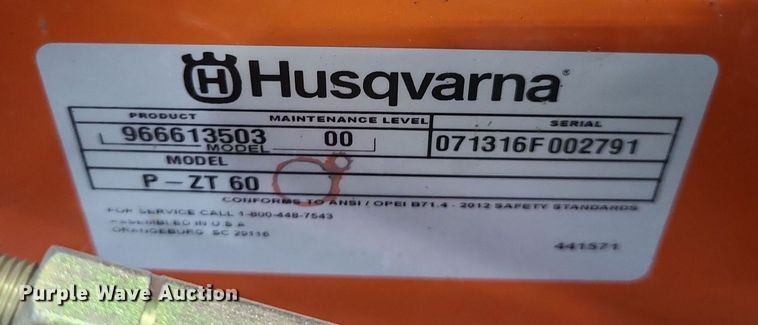 H Husqvarna
PRODUCT MAINTENANCE LEVEL SERIAL
966613503 00 071316F002791
MODEL
MODEL
P-ZT 60
CONFORMS TO ANSI / OPEI B71.4 - 2012 SAFETY STANDARDS
FOR SERVICE CALL 1-800-448-7543
ASSEMBLED IN U.S.A
ORANGEBURG, SC 29116
441571
Purple Wave Auction